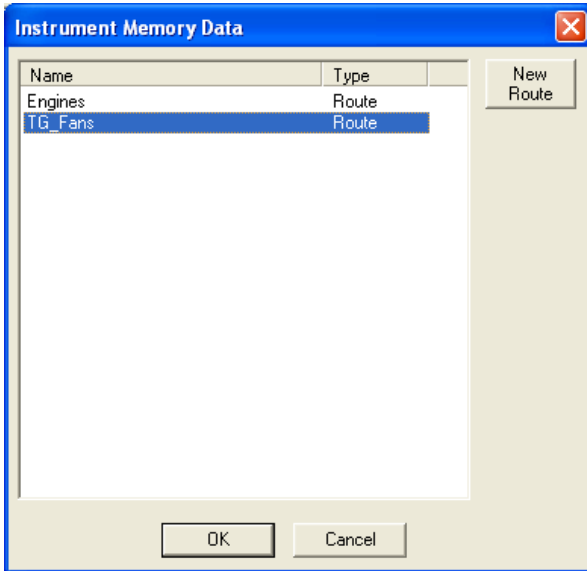 Instrument Memory Data
Name Type
New
Route
Engines Route
TG_Fans Route
OK Cancel